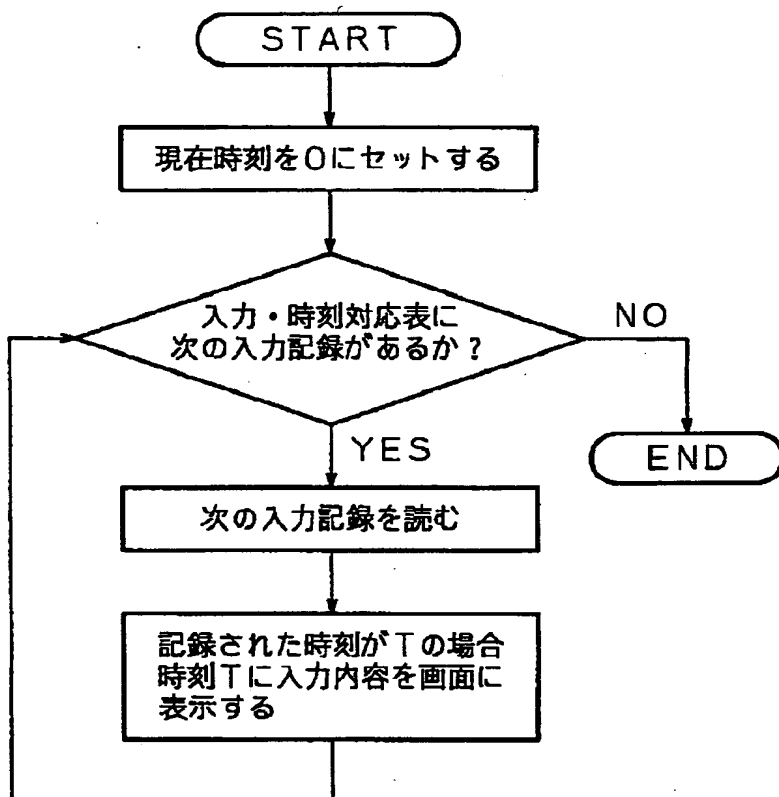 START
現在時刻を0にセットする
入力・時刻対応表に
次の入力記録があるか?
NO
YES
END
次の入力記録を読む
記録された時刻がTの場合
時刻Tに入力内容を画面に
表示する